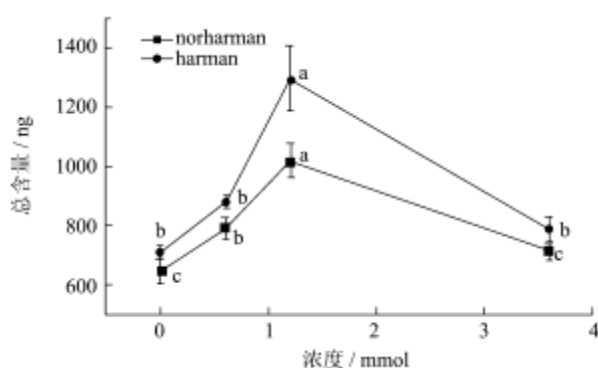 norharman
harman
1400
1200
1000
800
600
总含量 / ng
a
a
b
b
b
c
b
c
0
1
2
3
4
浓度 / mmol